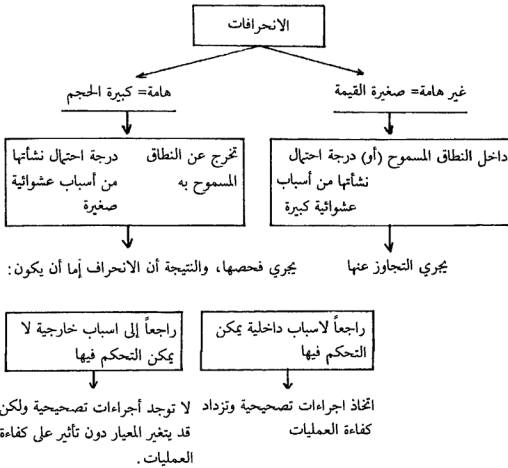 الانحرافات
غير هامة= صغيرة القيمة
هامة= كبيرة الحجم
داخل النطاق المسموح (أو) درجة احتمال
نشأتها من أسباب
عشوائية كبيرة
تخرج عن النطاق
المسموح به
درجة احتمال نشأتها
من أسباب عشوائية
صغيرة
يجري التجاوز عنها
يجري فحصها، والنتيجة أن الانحراف إما أن يكون:
راجعاً لاسباب داخلية يمكن
التحكم فيها
راجعاً إلى اسباب خارجية لا
يمكن التحكم فيها
اتخاذ اجراءات تصحيحية وتزداد
كفاءة العمليات
لا توجد أجراءات تصحيحية ولكن
قد يتغير المعيار دون تأثير على كفاءة
العمليات.